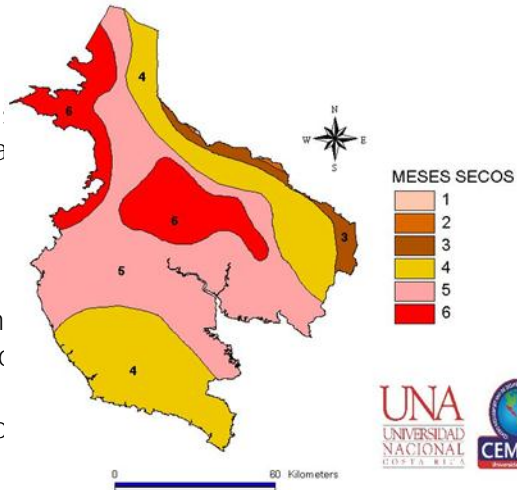 4
6
N
W E
S
MESES SECOS
1
2
3
4
5
6
6
3
5
4
UNA
UNIVERSIDAD
NACIONAL
COSTA RICA
0 60 Kilometers